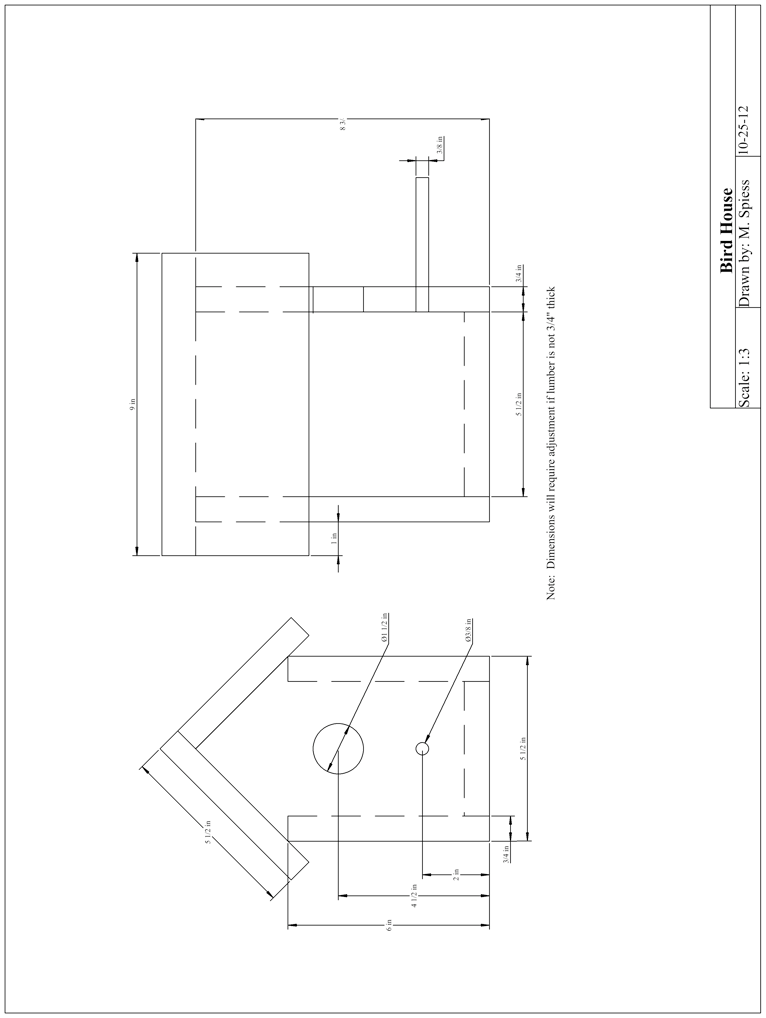 8 3/
3/8 in
9 in
3/4 in
5 1/2 in
1 in
Note:  Dimensions will require adjustment if lumber is not 3/4" thick
Ø1 1/2 in
Ø3/8 in
5 1/2 in
5 1/2 in
3/4 in
2 in
4 1/2 in
6 in
Bird House
Scale: 1:3
Drawn by: M. Spiess
10-25-12